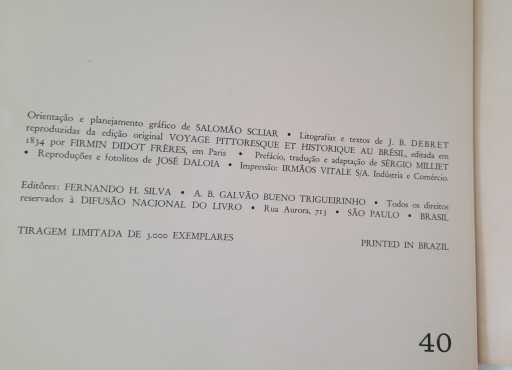 Orientação e planejamento gráfico de SALOMÃO SCLIAR • Litografias e textos de J. B. DEBRET
reproduzidas da edição original VOYAGE PITTORESQUE ET HISTORIQUE AU BRÉSIL, editada em
1834 por FIRMIN DIDOT FRÈRES, em Paris • Prefácio, tradução e adaptação de SÉRGIO MILLIET
• Reproduções e fotolitos de JOSÉ DALOIA • Impressão: IRMÃOS VITALE S/A. Indústria e Comércio.
Editôres: FERNANDO H. SILVA • A. B. GALVÃO BUENO TRIGUEIRINHO • Todos os direitos
reservados à DIFUSÃO NACIONAL DO LIVRO • Rua Aurora, 713 • SÃO PAULO • BRASIL
TIRAGEM LIMITADA DE 3.000 EXEMPLARES
PRINTED IN BRAZIL
40